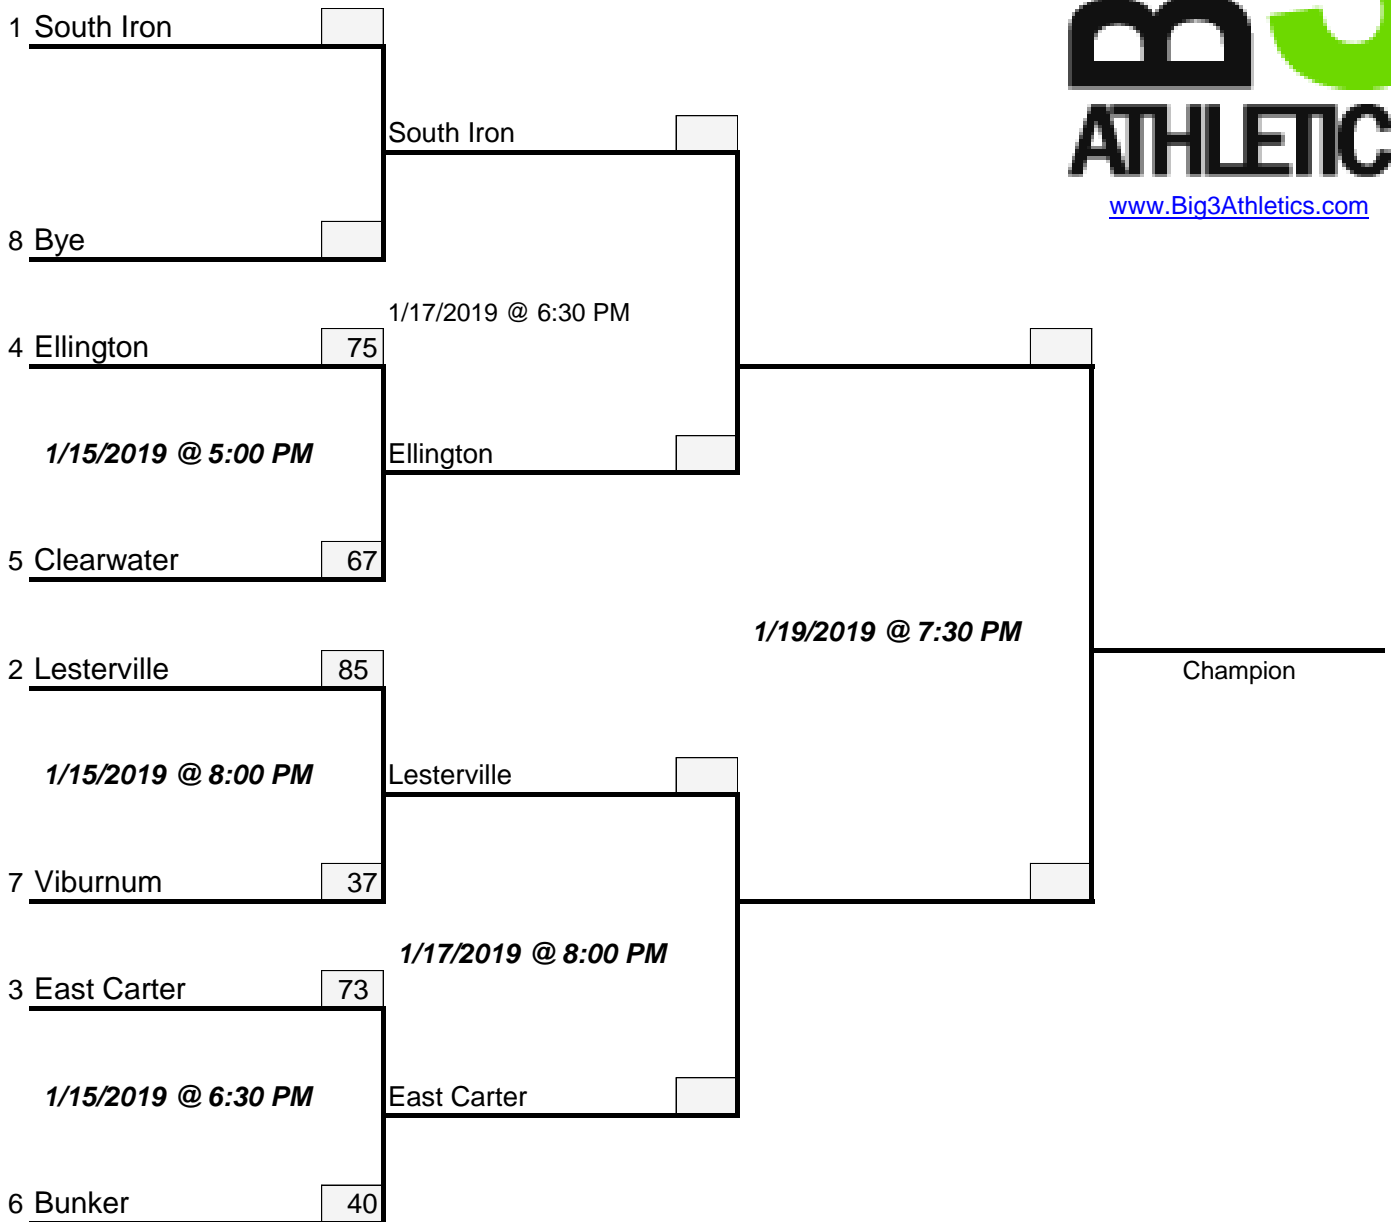 1 South Iron
South Iron
B3
ATHLETIC
www.Big3Athletics.com
8 Bye
1/17/2019 @ 6:30 PM
4 Ellington 75
1/15/2019 @ 5:00 PM
Ellington
5 Clearwater 67
1/19/2019 @ 7:30 PM
2 Lesterville 85
Champion
1/15/2019 @ 8:00 PM
Lesterville
7 Viburnum 37
1/17/2019 @ 8:00 PM
3 East Carter 73
1/15/2019 @ 6:30 PM
East Carter
6 Bunker 40